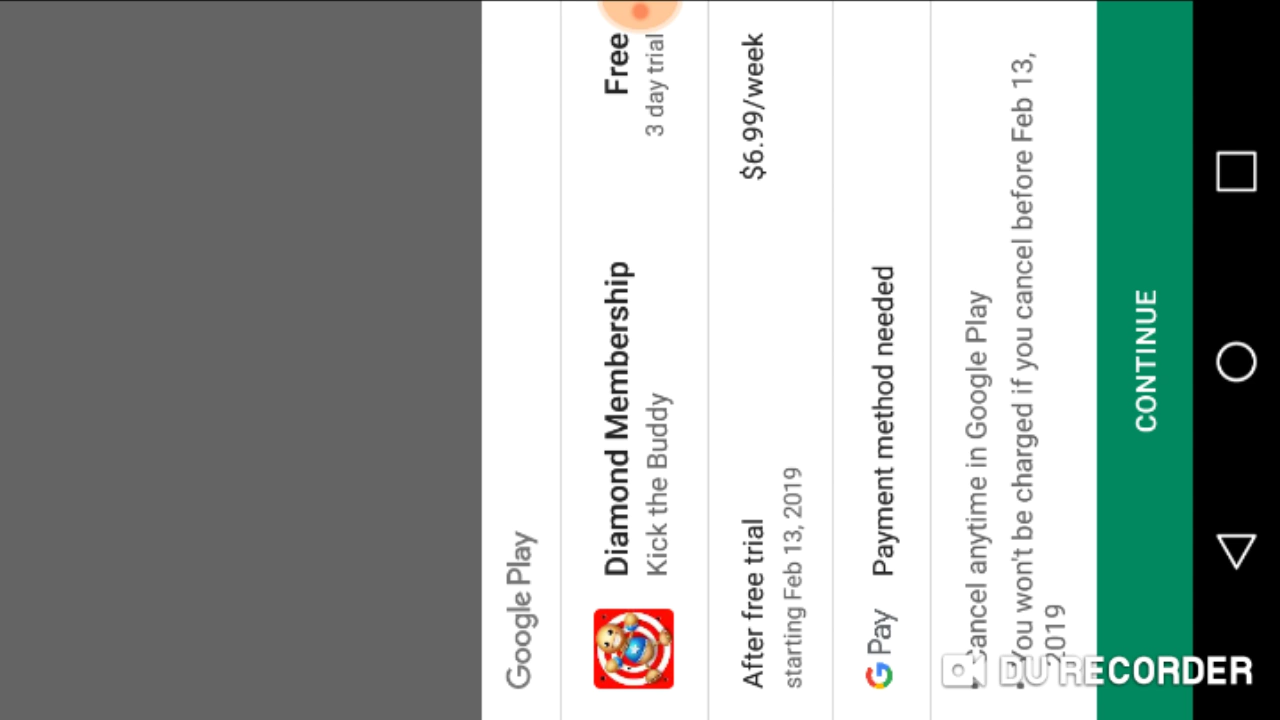 Google Play
Diamond Membership Free
Kick the Buddy 3 day trial
After free trial $6.99/week
starting Feb 13, 2019
G Pay Payment method needed
Cancel anytime in Google Play
You won't be charged if you cancel before Feb 13,
2019
CONTINUE
DU RECORDER